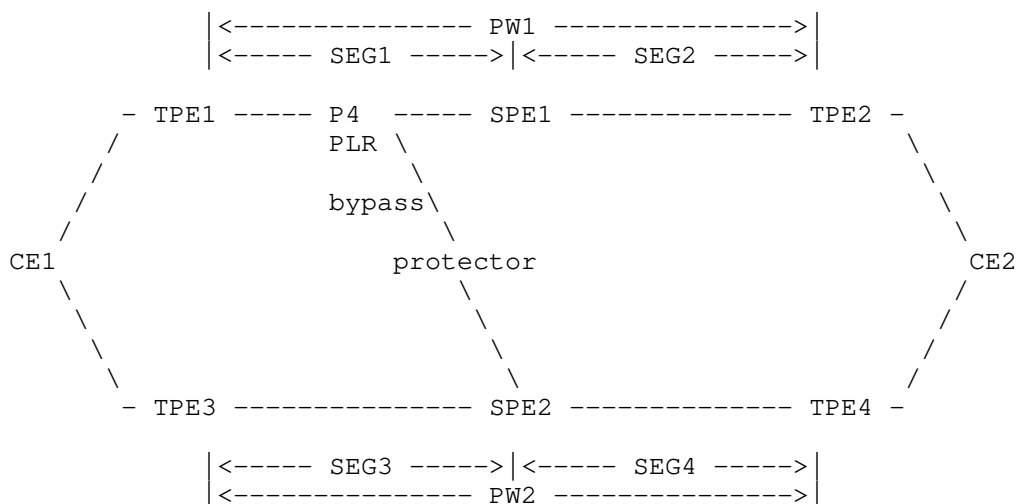 |<--------------- PW1 --------------->|
|<----- SEG1 ----->|<----- SEG2 ----->|
- TPE1 ----- P4 ----- SPE1 -------------- TPE2 -
PLR
bypass
CE1 protector CE2
- TPE3 --------------- SPE2 -------------- TPE4 -
|<----- SEG3 ----->|<----- SEG4 ----->|
|<--------------- PW2 --------------->|